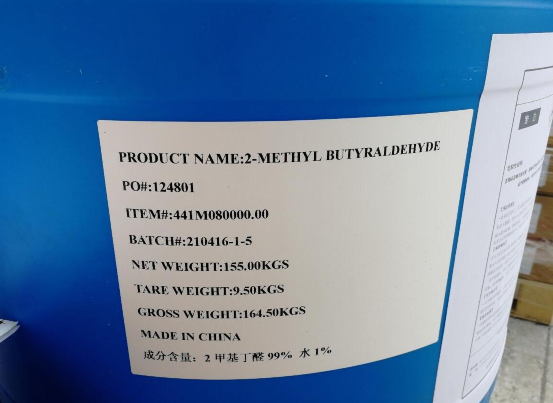 PRODUCT NAME:2-METHYL BUTYRALDEHYDE
PO#:124801
ITEM#:441M080000.00
BATCH#:210416-1-5
NET WEIGHT:155.00KGS
TARE WEIGHT:9.50KGS
GROSS WEIGHT:164.50KGS
MADE IN CHINA
成分含量: 2 甲基丁醛 99% 水 1%